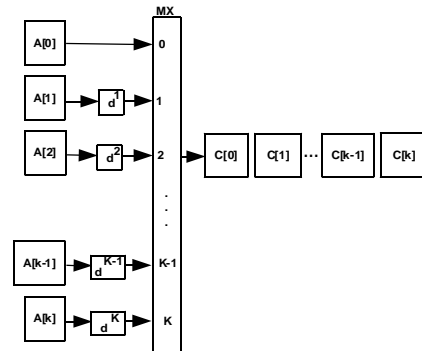 MX
A[0] 0
A[1] d1 1
A[2] d2 2
C[0] C[1] ... C[k-1] C[k]
.
.
.
A[k-1] dK-1 K-1
A[k] dK K